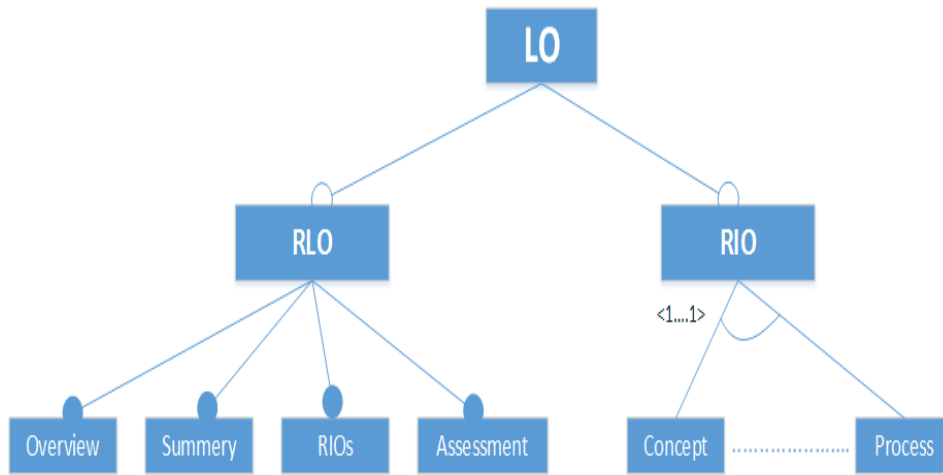 LO
RLO
RIO
<1....1>
Overview
Summery
RIOs
Assessment
Concept
Process